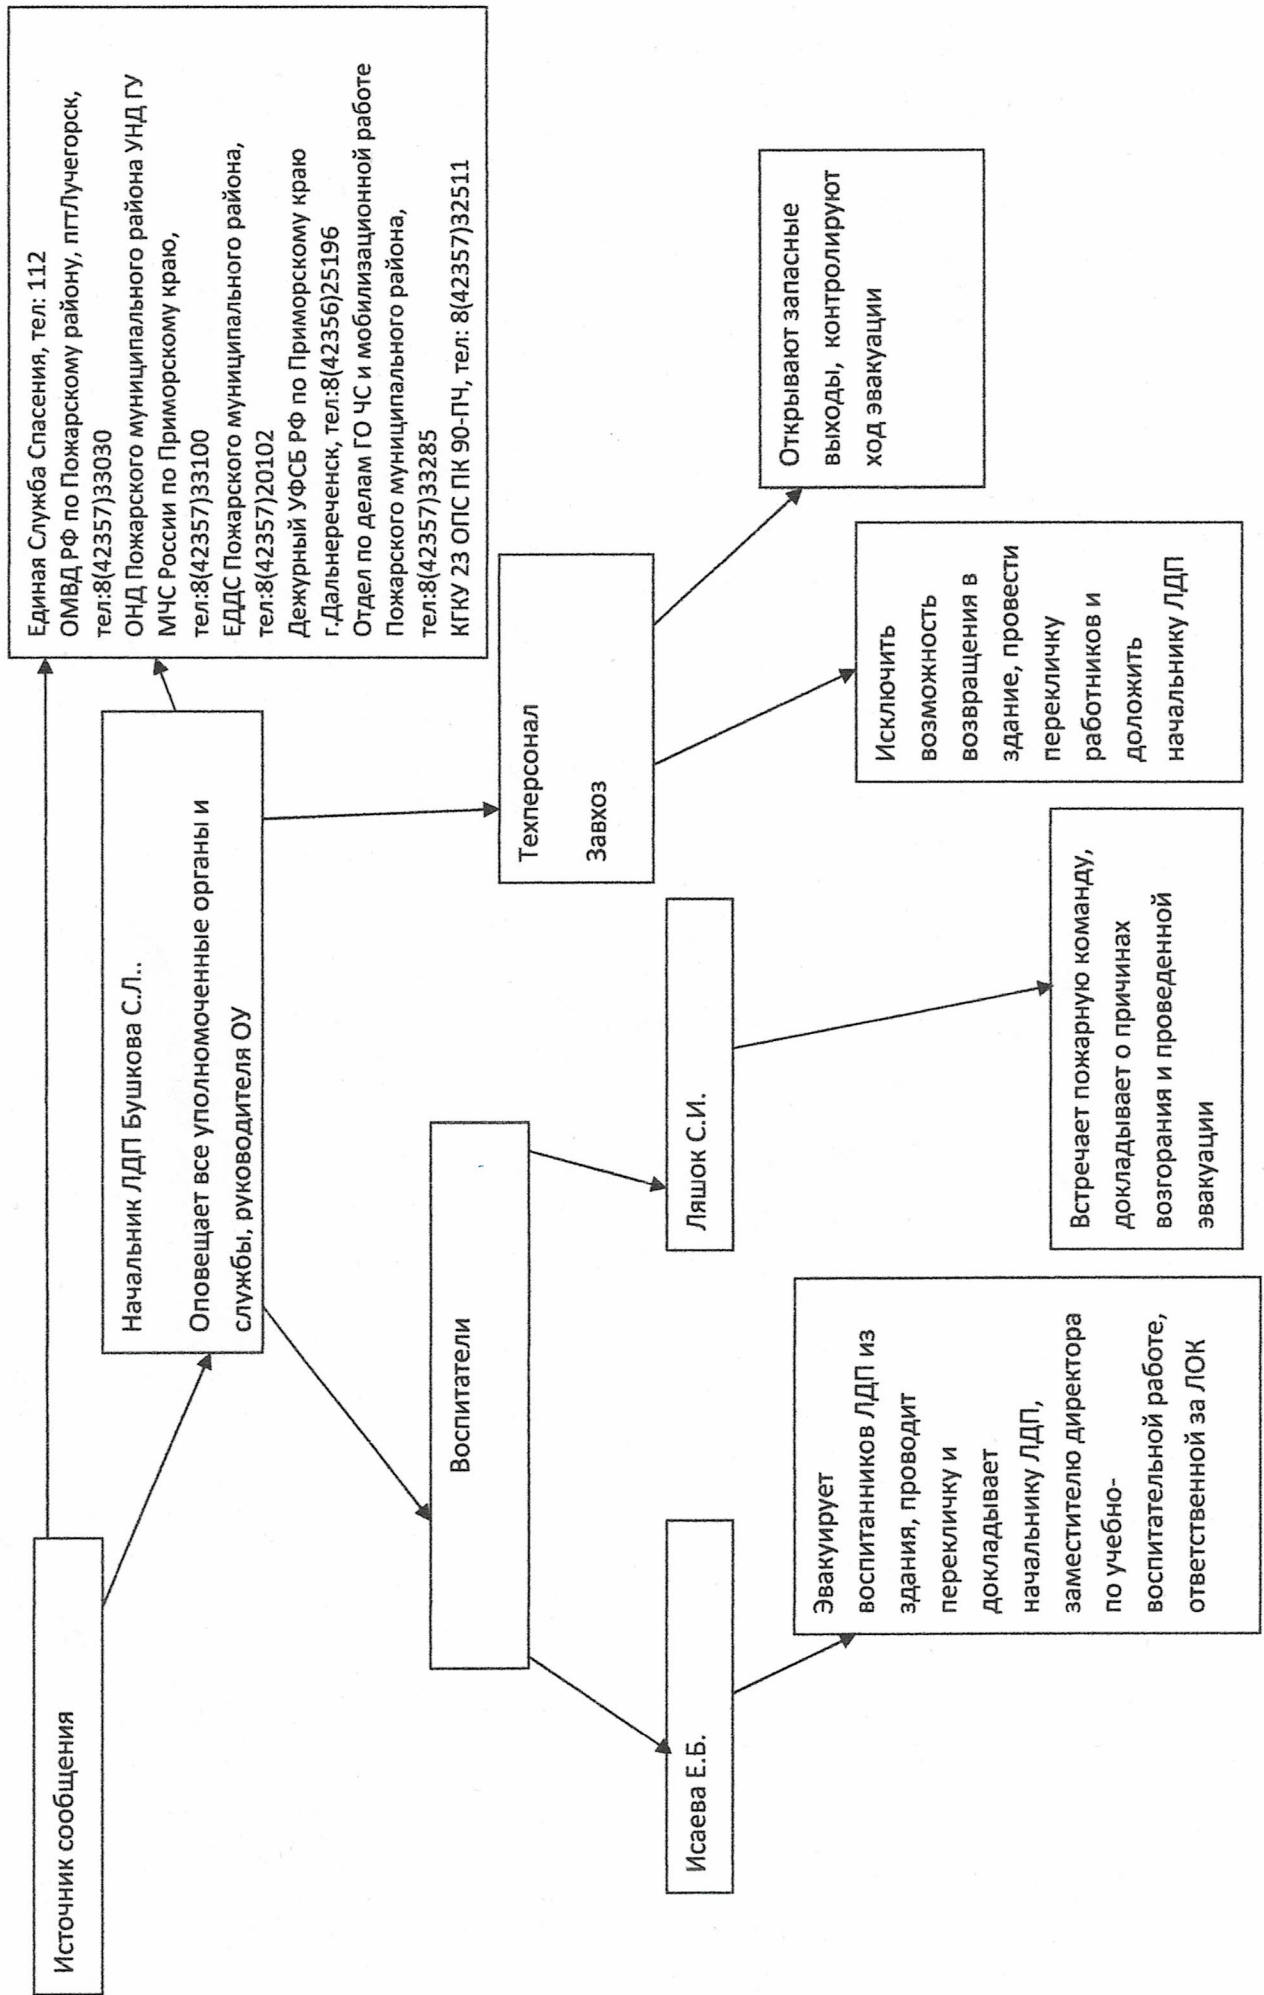 Источник сообщения
Начальник ЛДП Бушкова С.Л..
Оповещает все уполномоченные органы и
службы, руководителя ОУ
Единая Служба Спасения, тел: 112
ОМВД РФ по Пожарскому району, пгтЛучегорск,
тел:8(42357)33030
ОНД Пожарского муниципального района УНД ГУ
МЧС России по Приморскому краю,
тел:8(42357)33100
ЕДДС Пожарского муниципального района,
тел:8(42357)20102
Дежурный УФСБ РФ по Приморскому краю
г.Дальнереченск, тел:8(42356)25196
Отдел по делам ГО ЧС и мобилизационной работе
Пожарского муниципального района,
тел:8(42357)33285
КГКУ 23 ОПС ПК 90-ПЧ, тел: 8(42357)32511
Воспитатели
Техперсонал
Завхоз
Исаева Е.Б.
Ляшок С.И.
Эвакуирует
воспитанников ЛДП из
здания, проводит
перекличку и
докладывает
начальнику ЛДП,
заместителю директора
по учебно-
воспитательной работе,
ответственной за ЛОК
Встречает пожарную команду,
докладывает о причинах
возгорания и проведенной
эвакуации
Исключить
возможность
возвращения в
здание, провести
перекличку
работников и
доложить
начальнику ЛДП
Открывают запасные
выходы, контролируют
ход эвакуации